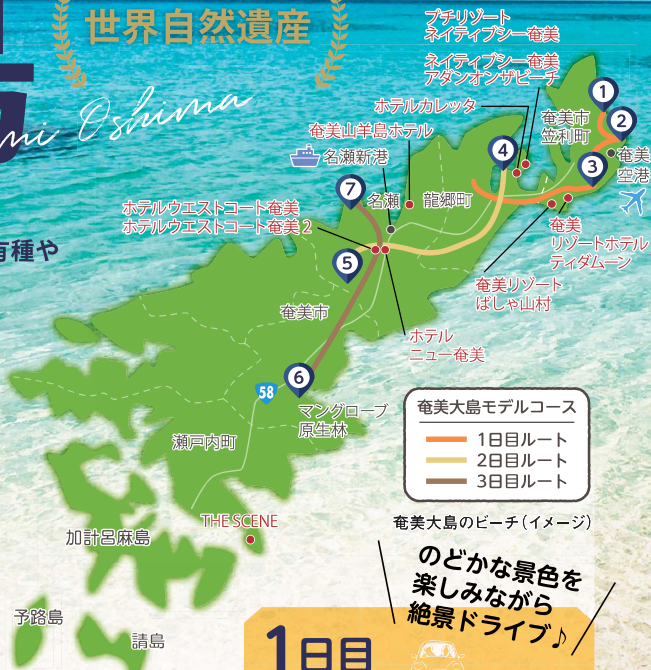 世界自然遺産
Oshima
有種や
プチリゾート
ネイティブシー奄美
ネイティブシー奄美
アダンオンザビーチ
ホテルカレッタ
奄美山羊島ホテル
名瀬新港
奄美市
笠利町
1
2
3
4
奄美
空港
7
名瀬
龍郷町
ホテルウエストコート奄美
ホテルウエストコート奄美2
奄美
リゾートホテル
ティダムーン
5
奄美リゾート
ばしゃ山村
奄美市
ホテル
ニュー奄美
6
58
マングローブ
原生林
奄美大島モデルコース
1日目ルート
2日目ルート
3日目ルート
瀬戸内町
THE SCENE
奄美大島のビーチ(イメージ)
加計呂麻島
のどかな景色を
楽しみながら
絶景ドライブ♪
予路島
請島
1日目